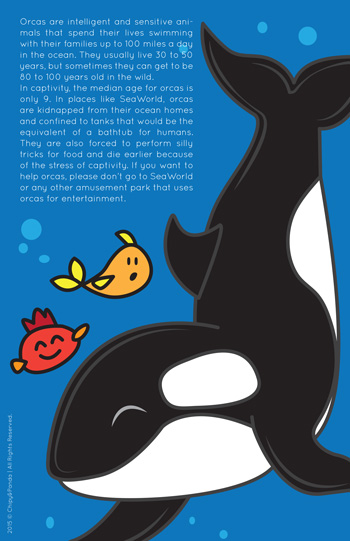 Orcas are intelligent and sensitive ani-
mals that spend their lives swimming
with their families up to 100 miles a day
in the ocean. They usually live 30 to 50
years, but sometimes they can get to be
80 to 100 years old in the wild.
In captivity, the median age for orcas is
only 9. In places like SeaWorld, orcas
are kidnapped from their ocean homes
and confined to tanks that would be the
equivalent of a bathtub for humans.
They are also forced to perform silly
tricks for food and die earlier because
of the stress of captivity. If you want to
help orcas, please don't go to SeaWorld
or any other amusement park that uses
orcas for entertainment.
2015 © Chipy&Panda | All Rights Reserved.